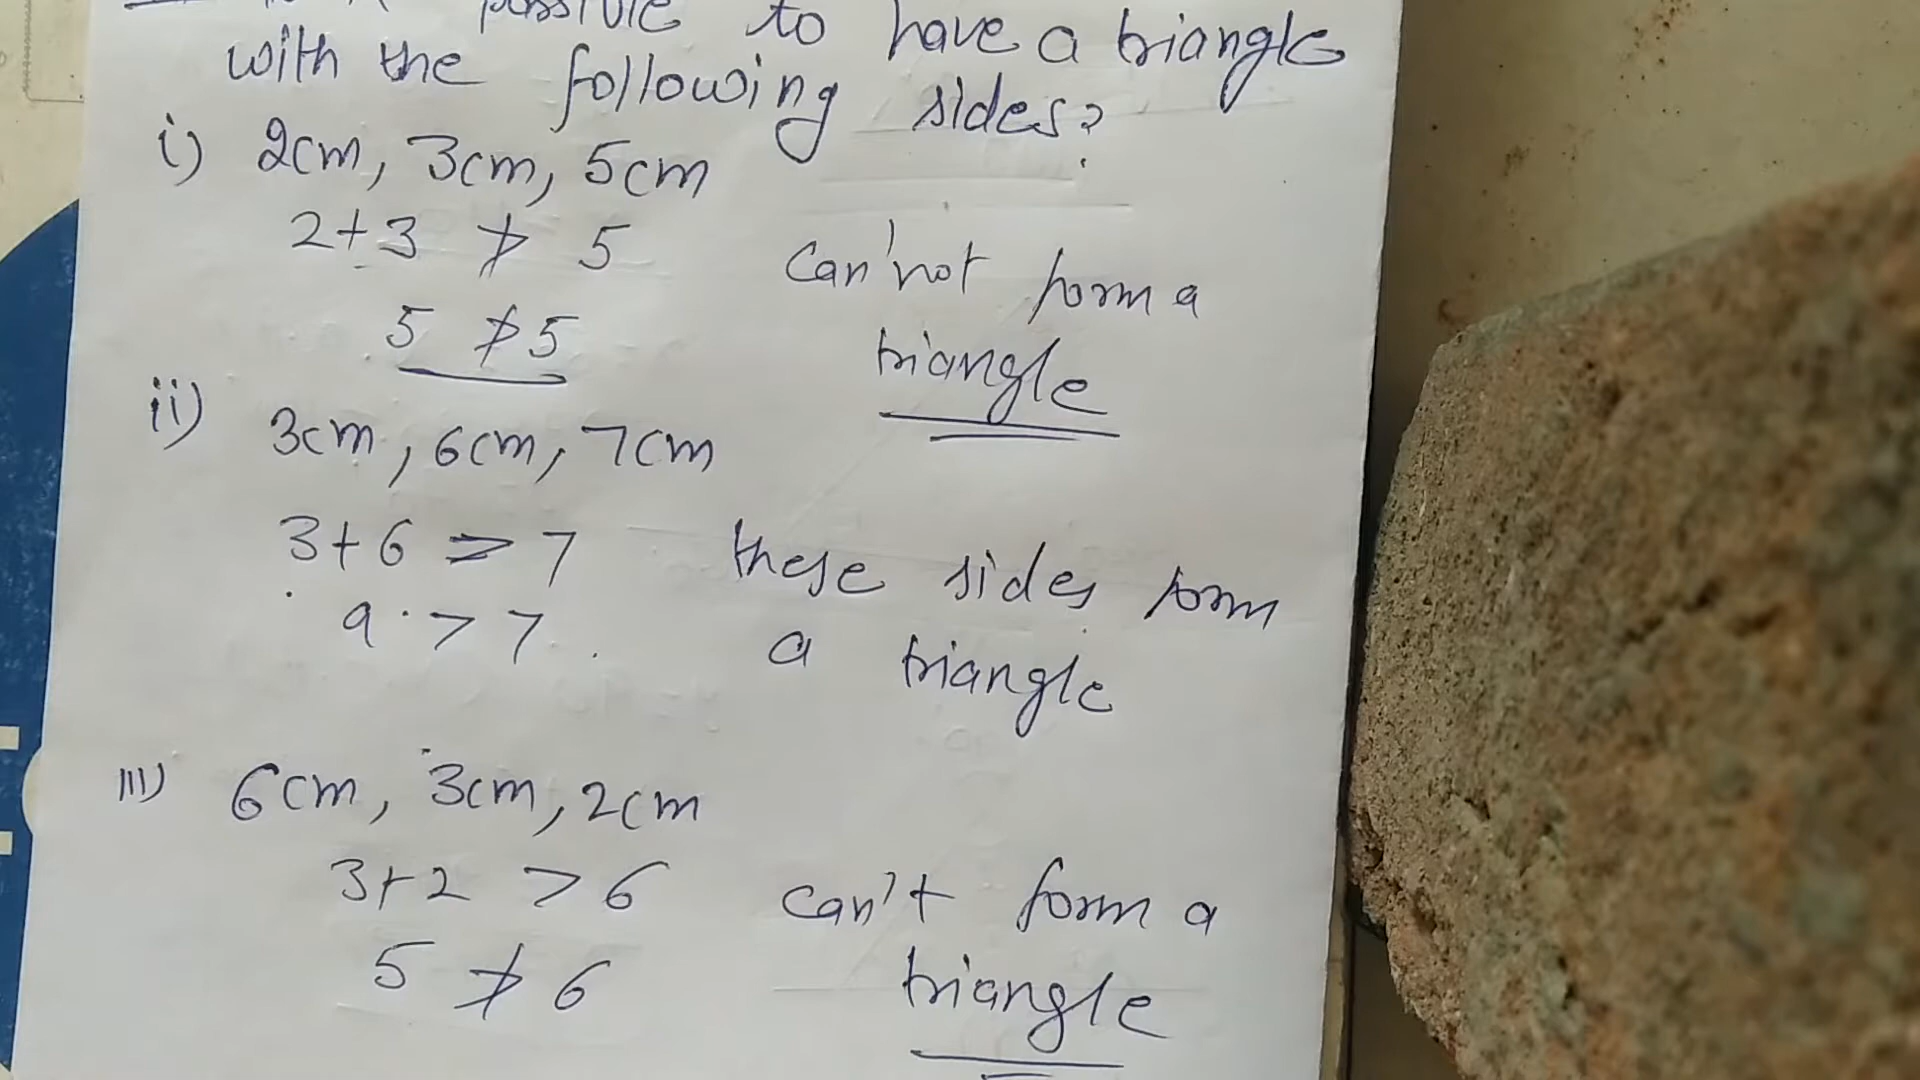 possible to have a triangle
with the following sides?
i) 2cm, 3cm, 5cm
2+3 ≯ 5
5 ≯ 5
Can'not form a
triangle
ii) 3cm, 6cm, 7cm
3+6 > 7
9 > 7
these sides form
a triangle
III) 6cm, 3cm, 2cm
3+2 > 6
5 ≯ 6
can't form a
triangle